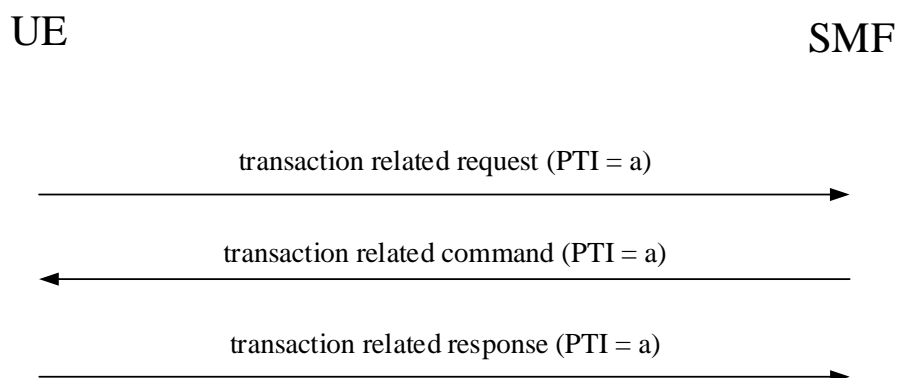 UE
SMF
transaction related request (PTI = a)
transaction related command (PTI = a)
transaction related response (PTI = a)